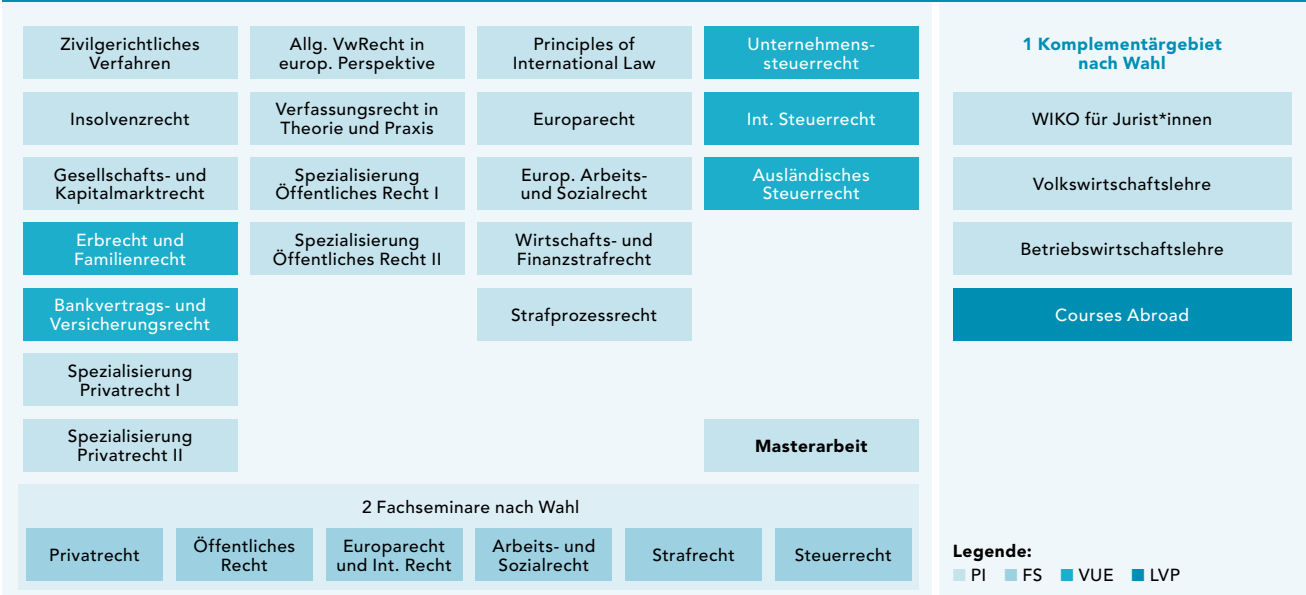 Zivilgerichtliches
Verfahren
Insolvenzrecht
Gesellschafts- und
Kapitalmarktrecht
Erbrecht und
Familienrecht
Bankvertrags- und
Versicherungsrecht
Spezialisierung
Privatrecht I
Spezialisierung
Privatrecht II
Allg. VwRecht in
europ. Perspektive
Verfassungsrecht in
Theorie und Praxis
Spezialisierung
Öffentliches Recht I
Spezialisierung
Öffentliches Recht II
Principles of
International Law
Europarecht
Europ. Arbeits-
und Sozialrecht
Wirtschafts- und
Finanzstrafrecht
Strafprozessrecht
Unternehmens-
steuerrecht
Int. Steuerrecht
Ausländisches
Steuerrecht
Masterarbeit
2 Fachseminare nach Wahl
Privatrecht
Öffentliches
Recht
Europarecht
und Int. Recht
Arbeits- und
Sozialrecht
Strafrecht
Steuerrecht
1 Komplementärgebiet
nach Wahl
WIKO für Jurist*innen
Volkswirtschaftslehre
Betriebswirtschaftslehre
Courses Abroad
Legende:
PI FS VUE LVP